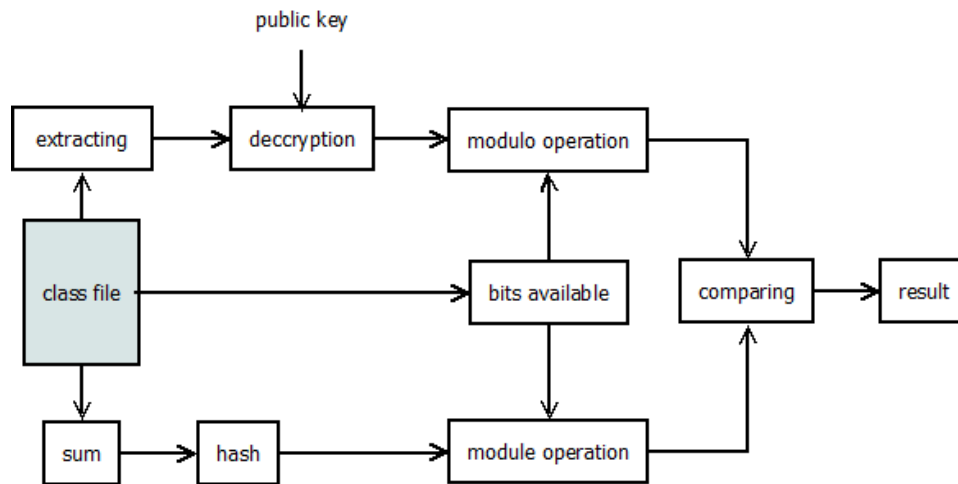 public key
extracting
deccryption
modulo operation
class file
bits available
comparing
result
sum
hash
module operation